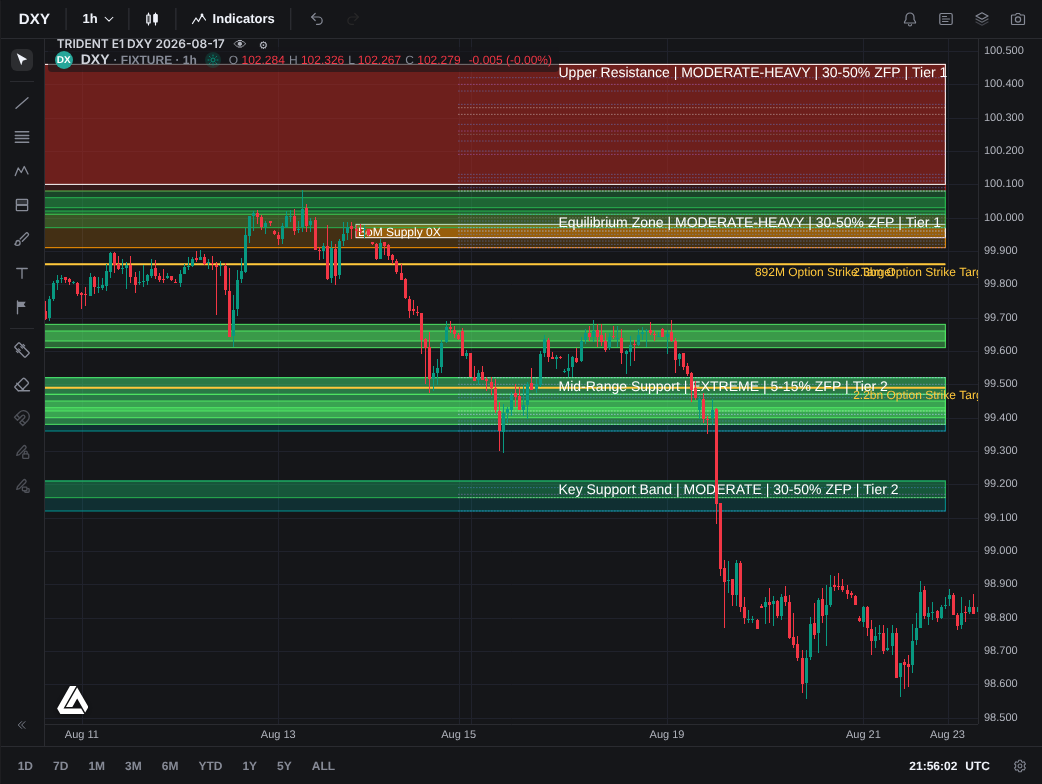 DXY 1h Indicators
TRIDENT E1 DXY 2026-08-17
DX DXY · FIXTURE · 1h O 102.284 H 102.326 L 102.267 C 102.279 -0.005 (-0.00%)
Upper Resistance | MODERATE-HEAVY | 30-50% ZFP | Tier 1
Equilibrium Zone | MODERATE-HEAVY | 30-50% ZFP | Tier 1
Supply 0X
892M Option Strike Target
Option Strike Targ
Mid-Range Support | EXTREME | 5-15% ZFP | Tier 2
2.2bn Option Strike Targ
Key Support Band | MODERATE | 30-50% ZFP | Tier 2
100.500
100.400
100.300
100.200
100.100
100.000
99.900
99.800
99.700
99.600
99.500
99.400
99.300
99.200
99.100
99.000
98.900
98.800
98.700
98.600
98.500
Aug 11 Aug 13 Aug 15 Aug 19 Aug 21 Aug 23
1D 7D 1M 3M 6M YTD 1Y 5Y ALL 21:56:02 UTC